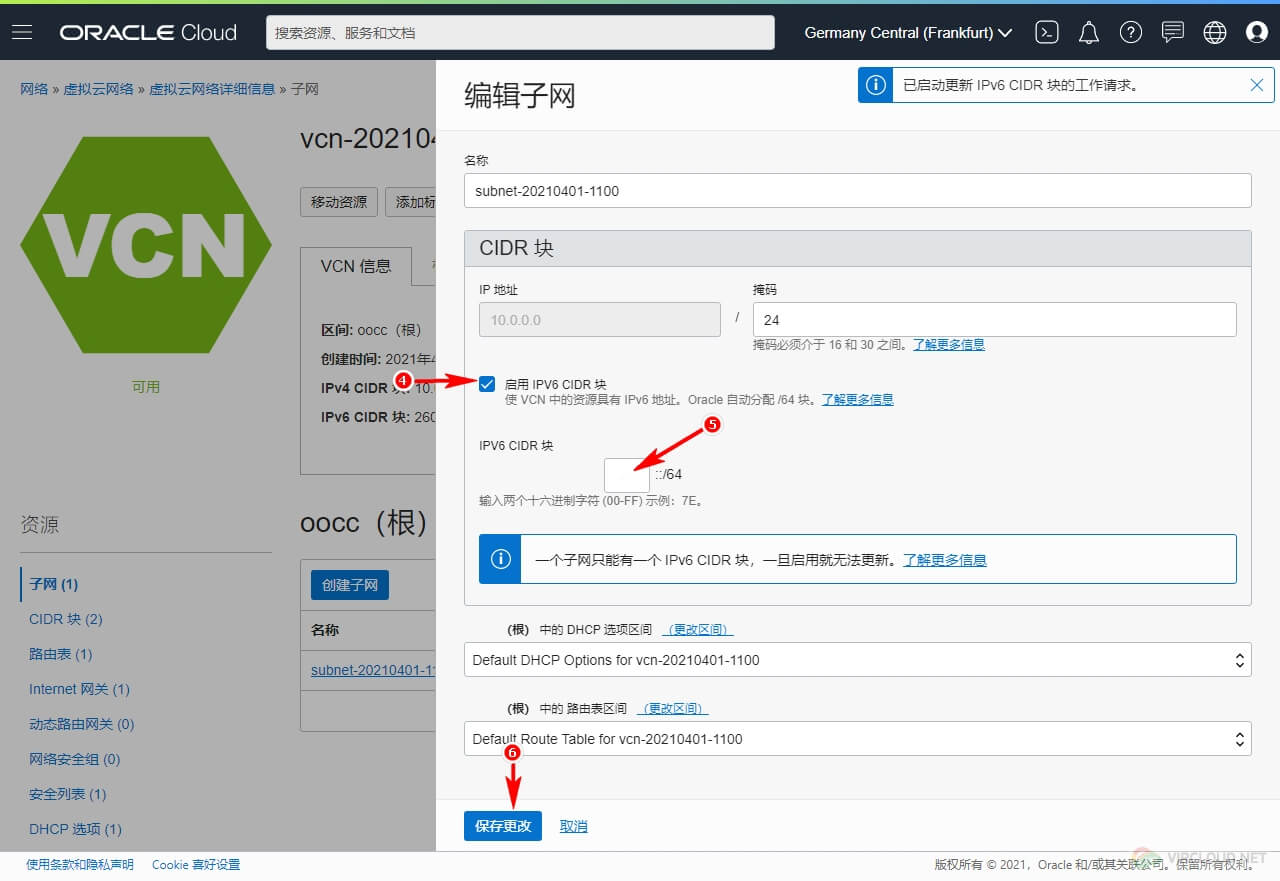 ORACLE Cloud
搜索资源、服务和文档
Germany Central (Frankfurt)
网络 » 虚拟云网络 » 虚拟云网络详细信息 » 子网
VCN
可用
资源
子网 (1)
CIDR 块 (2)
路由表 (1)
Internet 网关 (1)
动态路由网关 (0)
网络安全组 (0)
安全列表 (1)
DHCP 选项 (1)
vcn-202104
移动资源
添加标
VCN 信息
区间: oocc（根）
创建时间: 2021年4
IPv4 CIDR 块: 10.
IPv6 CIDR 块: 260
oocc（根）
创建子网
名称
subnet-20210401-11
编辑子网
已启动更新 IPv6 CIDR 块的工作请求。
名称
subnet-20210401-1100
CIDR 块
IP 地址
掩码
10.0.0.0
/
24
掩码必须介于 16 和 30 之间。了解更多信息
4
启用 IPV6 CIDR 块
使 VCN 中的资源具有 IPv6 地址。Oracle 自动分配 /64 块。了解更多信息
5
IPV6 CIDR 块
::/64
输入两个十六进制字符 (00-FF) 示例：7E。
一个子网只能有一个 IPv6 CIDR 块，一旦启用就无法更新。了解更多信息
（根） 中的 DHCP 选项区间 （更改区间）
Default DHCP Options for vcn-20210401-1100
（根） 中的 路由表区间 （更改区间）
Default Route Table for vcn-20210401-1100
6
保存更改
取消
使用条款和隐私声明
Cookie 喜好设置
版权所有 © 2021，Oracle 和/或其关联公司。保留所有权利。
VIRCLOUD.NET